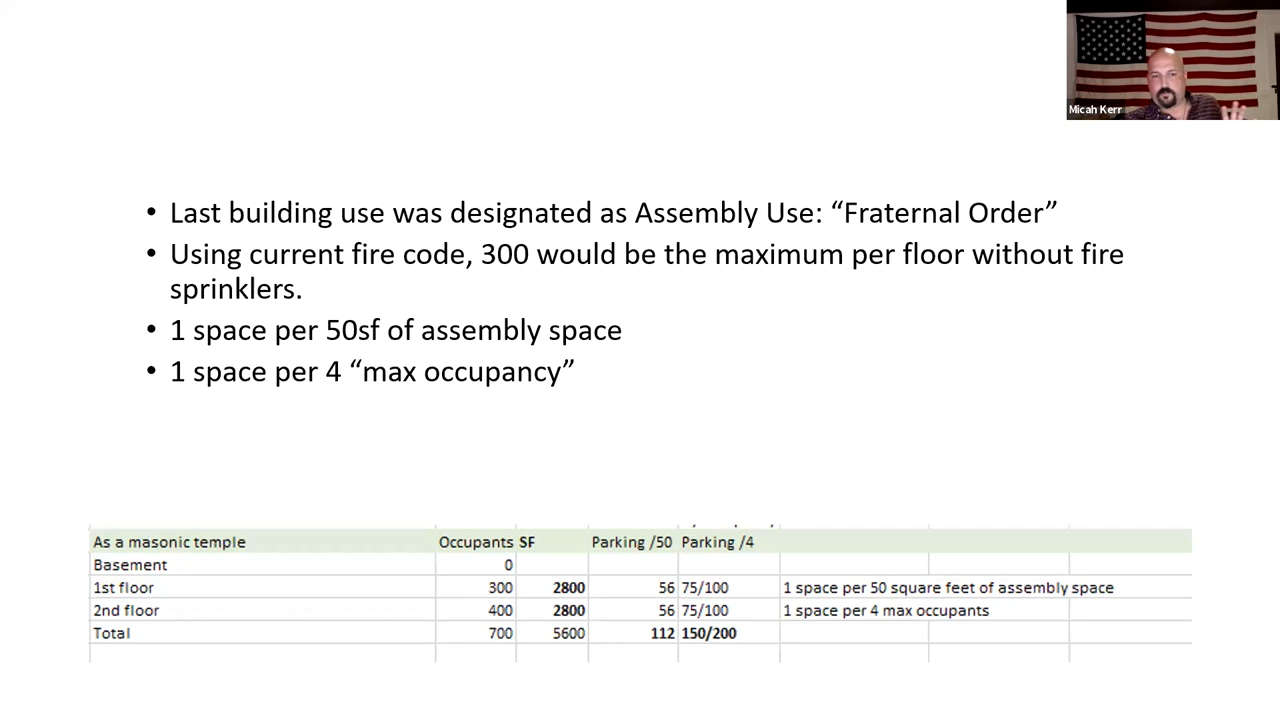 Micah Kerr
• Last building use was designated as Assembly Use: “Fraternal Order”
• Using current fire code, 300 would be the maximum per floor without fire
sprinklers.
• 1 space per 50sf of assembly space
• 1 space per 4 “max occupancy”
As a masonic temple Occupants SF Parking /50 Parking /4
Basement 0
1st floor 300 2800 56 75/100 1 space per 50 square feet of assembly space
2nd floor 400 2800 56 75/100 1 space per 4 max occupants
Total 700 5600 112 150/200